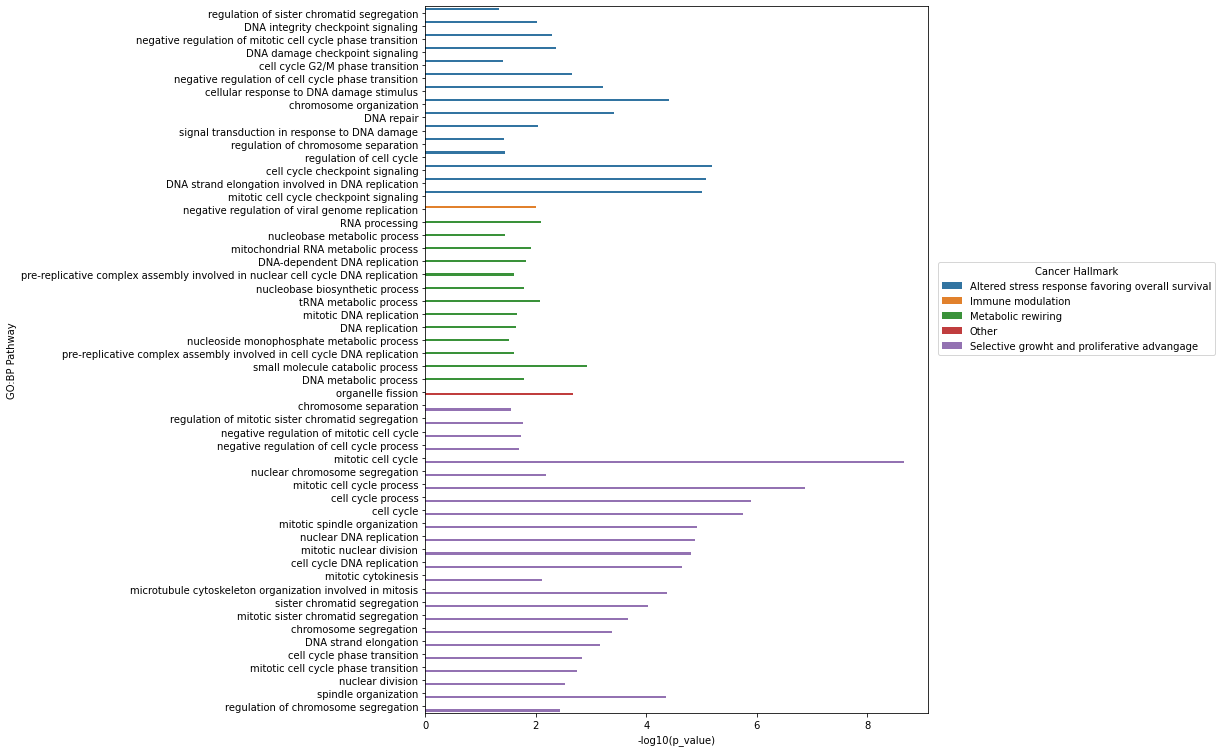 regulation of sister chromatid segregation
DNA integrity checkpoint signaling
negative regulation of mitotic cell cycle phase transition
DNA damage checkpoint signaling
cell cycle G2/M phase transition
negative regulation of cell cycle phase transition
cellular response to DNA damage stimulus
chromosome organization
DNA repair
signal transduction in response to DNA damage
regulation of chromosome separation
regulation of cell cycle
cell cycle checkpoint signaling
DNA strand elongation involved in DNA replication
mitotic cell cycle checkpoint signaling
negative regulation of viral genome replication
RNA processing
nucleobase metabolic process
mitochondrial RNA metabolic process
DNA-dependent DNA replication
pre-replicative complex assembly involved in nuclear cell cycle DNA replication
nucleobase biosynthetic process
tRNA metabolic process
mitotic DNA replication
DNA replication
nucleoside monophosphate metabolic process
pre-replicative complex assembly involved in cell cycle DNA replication
small molecule catabolic process
DNA metabolic process
organelle fission
chromosome separation
regulation of mitotic sister chromatid segregation
negative regulation of mitotic cell cycle
negative regulation of cell cycle process
mitotic cell cycle
nuclear chromosome segregation
mitotic cell cycle process
cell cycle process
cell cycle
mitotic spindle organization
nuclear DNA replication
mitotic nuclear division
cell cycle DNA replication
mitotic cytokinesis
microtubule cytoskeleton organization involved in mitosis
sister chromatid segregation
mitotic sister chromatid segregation
chromosome segregation
DNA strand elongation
cell cycle phase transition
mitotic cell cycle phase transition
nuclear division
spindle organization
regulation of chromosome segregation
GO:BP Pathway
0 2 4 6 8
-log10(p_value)
Cancer Hallmark
Altered stress response favoring overall survival
Immune modulation
Metabolic rewiring
Other
Selective growht and proliferative advangage